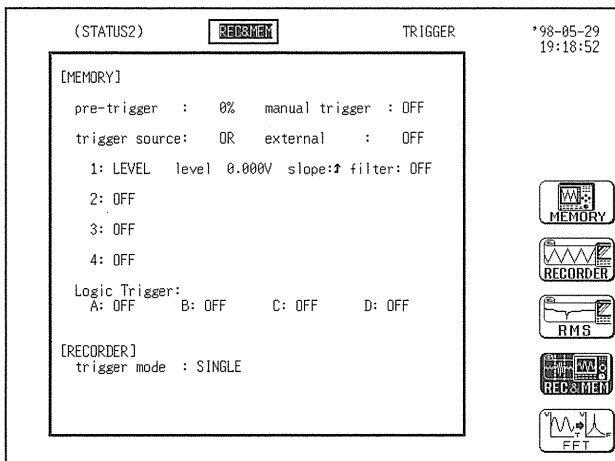 (STATUS2) REC&MEM TRIGGER '98-05-29
19:18:52
[MEMORY]
pre-trigger : 0% manual trigger : OFF
trigger source: OR external : OFF
1: LEVEL level 0.000V slope:↑ filter: OFF
2: OFF
3: OFF
4: OFF
Logic Trigger:
A: OFF B: OFF C: OFF D: OFF
[RECORDER]
trigger mode : SINGLE
MEMORY
RECORDER
RMS
REC&MEM
V T V F
FFT